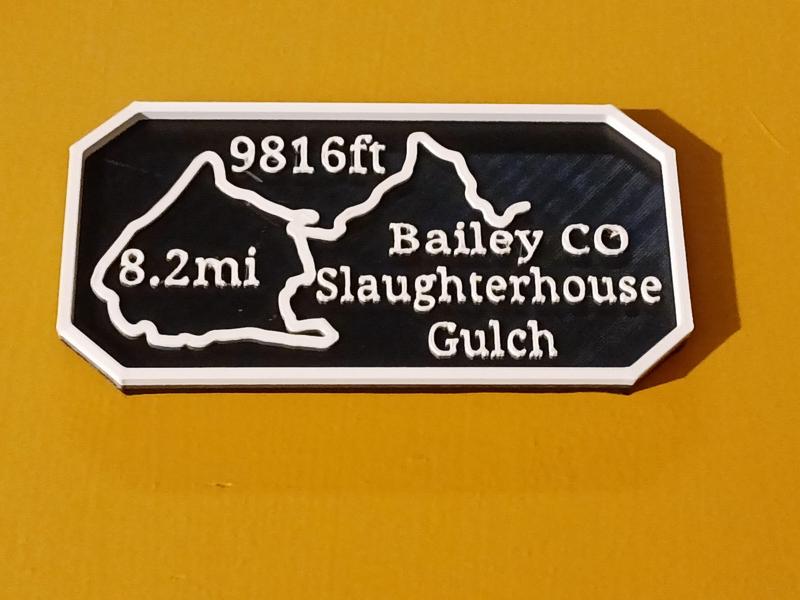 9816ft
8.2mi
Bailey CO
Slaughterhouse
Gulch